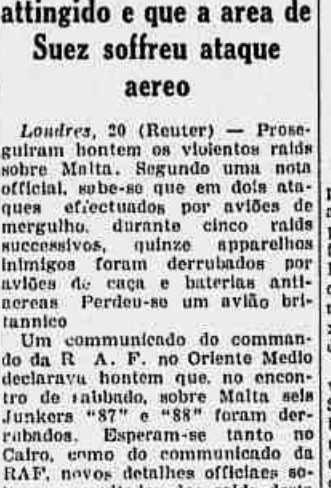 attingido e que a area de
Suez soffreu ataque
aereo
Londres, 20 (Reuter) — Prose-
guiram hontem os violentos raids
sobre Malta. Segundo uma nota
official, sabe-se que em dois ata-
ques effectuados por aviões de
mergulho, durante cinco raids
successivos, quinze apparelhos
inimigos foram derrubados por
aviões de caça e baterias anti-
aereas Perdeu-se um avião bri-
tannico
Um communicado do comman-
do da R A. F. no Oriente Medio
declarava hontem que, no encon-
tro de sabbado, sobre Malta seis
Junkers "87" e "88" foram der-
rubados. Esperam-se tanto no
Cairo, como do communicado da
RAF, novos detalhes officiaes so-